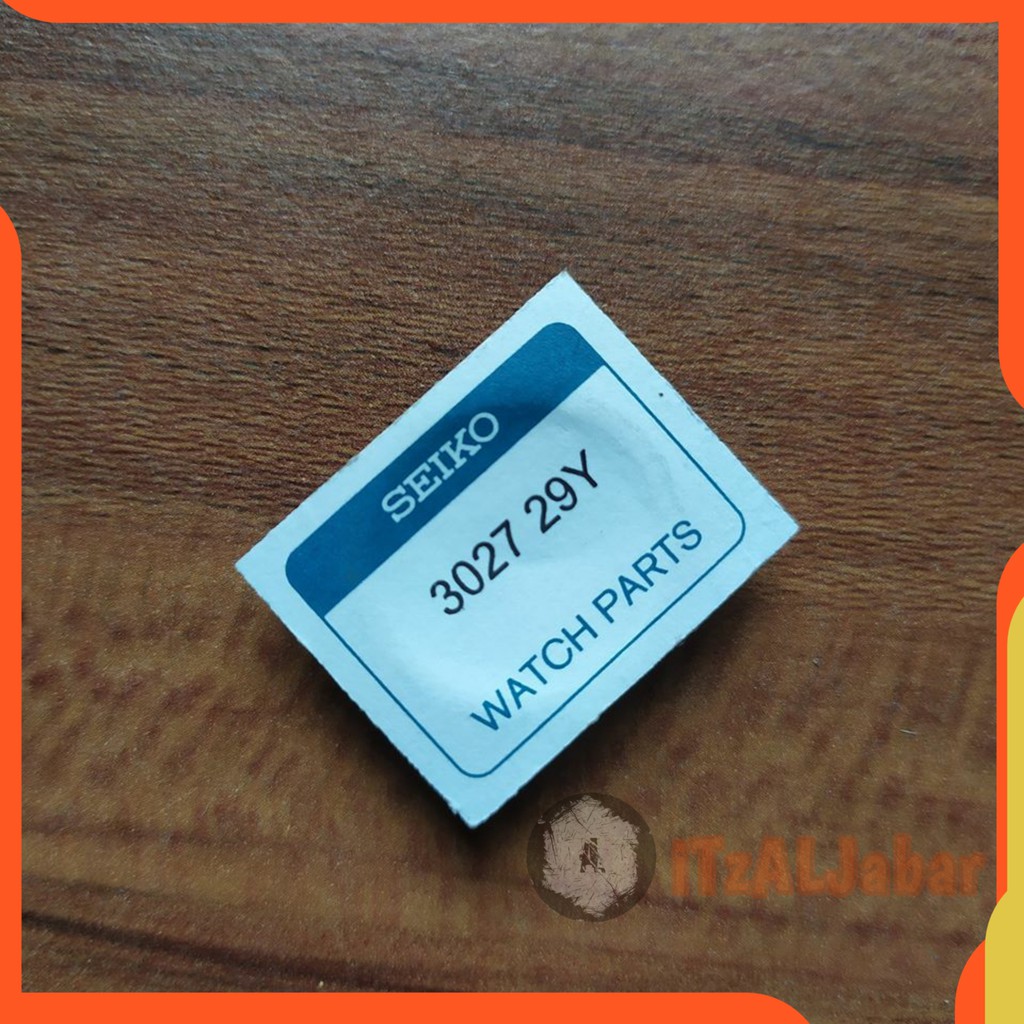 SEIKO
3027 29Y
WATCH PARTS
ITzALJabar